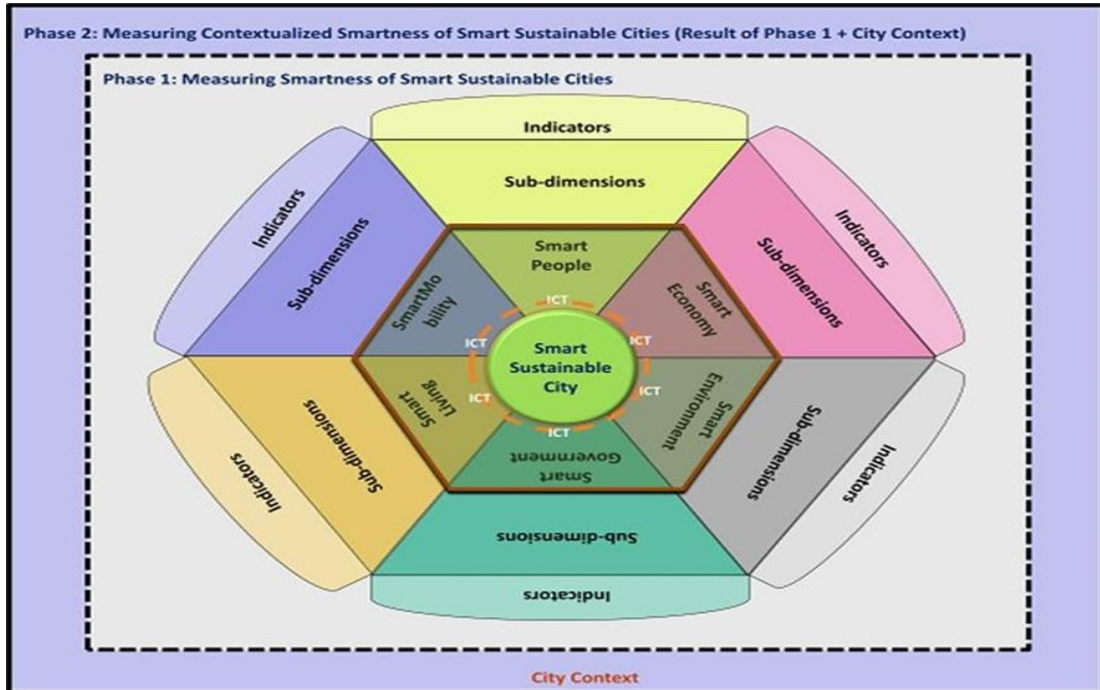 Phase 2: Measuring Contextualized Smartness of Smart Sustainable Cities (Result of Phase 1 + City Context)
Phase 1: Measuring Smartness of Smart Sustainable Cities
Indicators
Sub-dimensions
Smart
People
Indicators
Sub-dimensions
SmartMo
bility
Indicators
Sub-dimensions
Smart
Economy
ICT
ICT
ICT
Smart
Sustainable
City
ICT
ICT
ICT
Smart
Living
Sub-dimensions
Indicators
Smart
Environment
Sub-dimensions
Indicators
Smart
Government
Sub-dimensions
Indicators
City Context